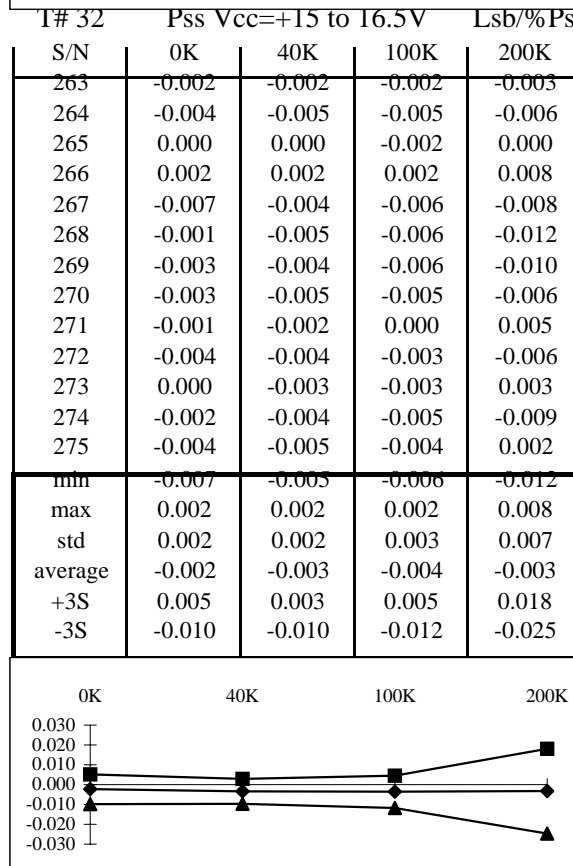 T# 32 Pss Vcc=+15 to 16.5V Lsb/%Ps
S/N 0K 40K 100K 200K
263 -0.002 -0.002 -0.002 -0.003
264 -0.004 -0.005 -0.005 -0.006
265 0.000 0.000 -0.002 0.000
266 0.002 0.002 0.002 0.008
267 -0.007 -0.004 -0.006 -0.008
268 -0.001 -0.005 -0.006 -0.012
269 -0.003 -0.004 -0.006 -0.010
270 -0.003 -0.005 -0.005 -0.006
271 -0.001 -0.002 0.000 0.005
272 -0.004 -0.004 -0.003 -0.006
273 0.000 -0.003 -0.003 0.003
274 -0.002 -0.004 -0.005 -0.009
275 -0.004 -0.005 -0.004 0.002
min -0.007 -0.005 -0.006 -0.012
max 0.002 0.002 0.002 0.008
std 0.002 0.002 0.003 0.007
average -0.002 -0.003 -0.004 -0.003
+3S 0.005 0.003 0.005 0.018
-3S -0.010 -0.010 -0.012 -0.025
0K 40K 100K 200K
0.030
0.020
0.010
0.000
-0.010
-0.020
-0.030